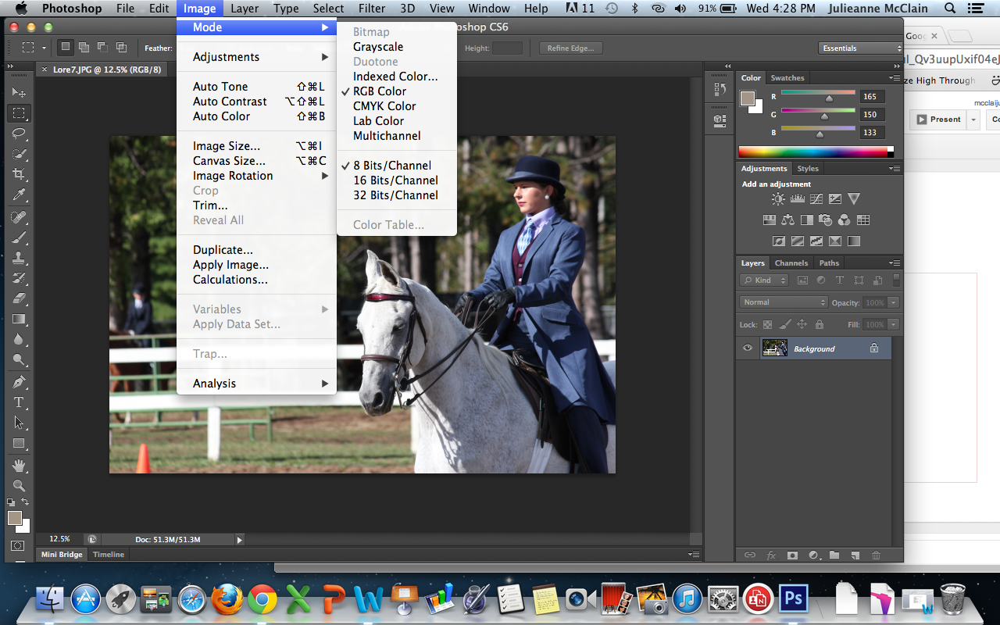 Photoshop File Edit Image Layer Type Select Filter 3D View Window Help 11 91% Wed 4:28 PM Julieanne McClain
Mode
Photoshop CS6
Goog
Feather:
Height:
Refine Edge...
Essentials
Bitmap
Grayscale
Duotone
Indexed Color...
RGB Color
CMYK Color
Lab Color
Multichannel
8 Bits/Channel
16 Bits/Channel
32 Bits/Channel
Color Table...
Adjustments
Auto Tone ⇧⌘L
Auto Contrast ⌥⇧⌘L
Auto Color ⇧⌘B
Image Size... ⌥⌘I
Canvas Size... ⌥⌘C
Image Rotation
Crop
Trim...
Reveal All
Duplicate...
Apply Image...
Calculations...
Variables
Apply Data Set...
Trap...
Analysis
Lore7.JPG @ 12.5% (RGB/8)
Color Swatches
R 165
G 150
B 133
Adjustments Styles
Add an adjustment
Layers Channels Paths
Kind
Normal Opacity: 100%
Lock: Fill: 100%
Background
ul_Qv3uupUxif04eJ
ze High Through
mcclaiju
Present Co
12.5% Doc: 51.3M/51.3M
Mini Bridge Timeline
Ps